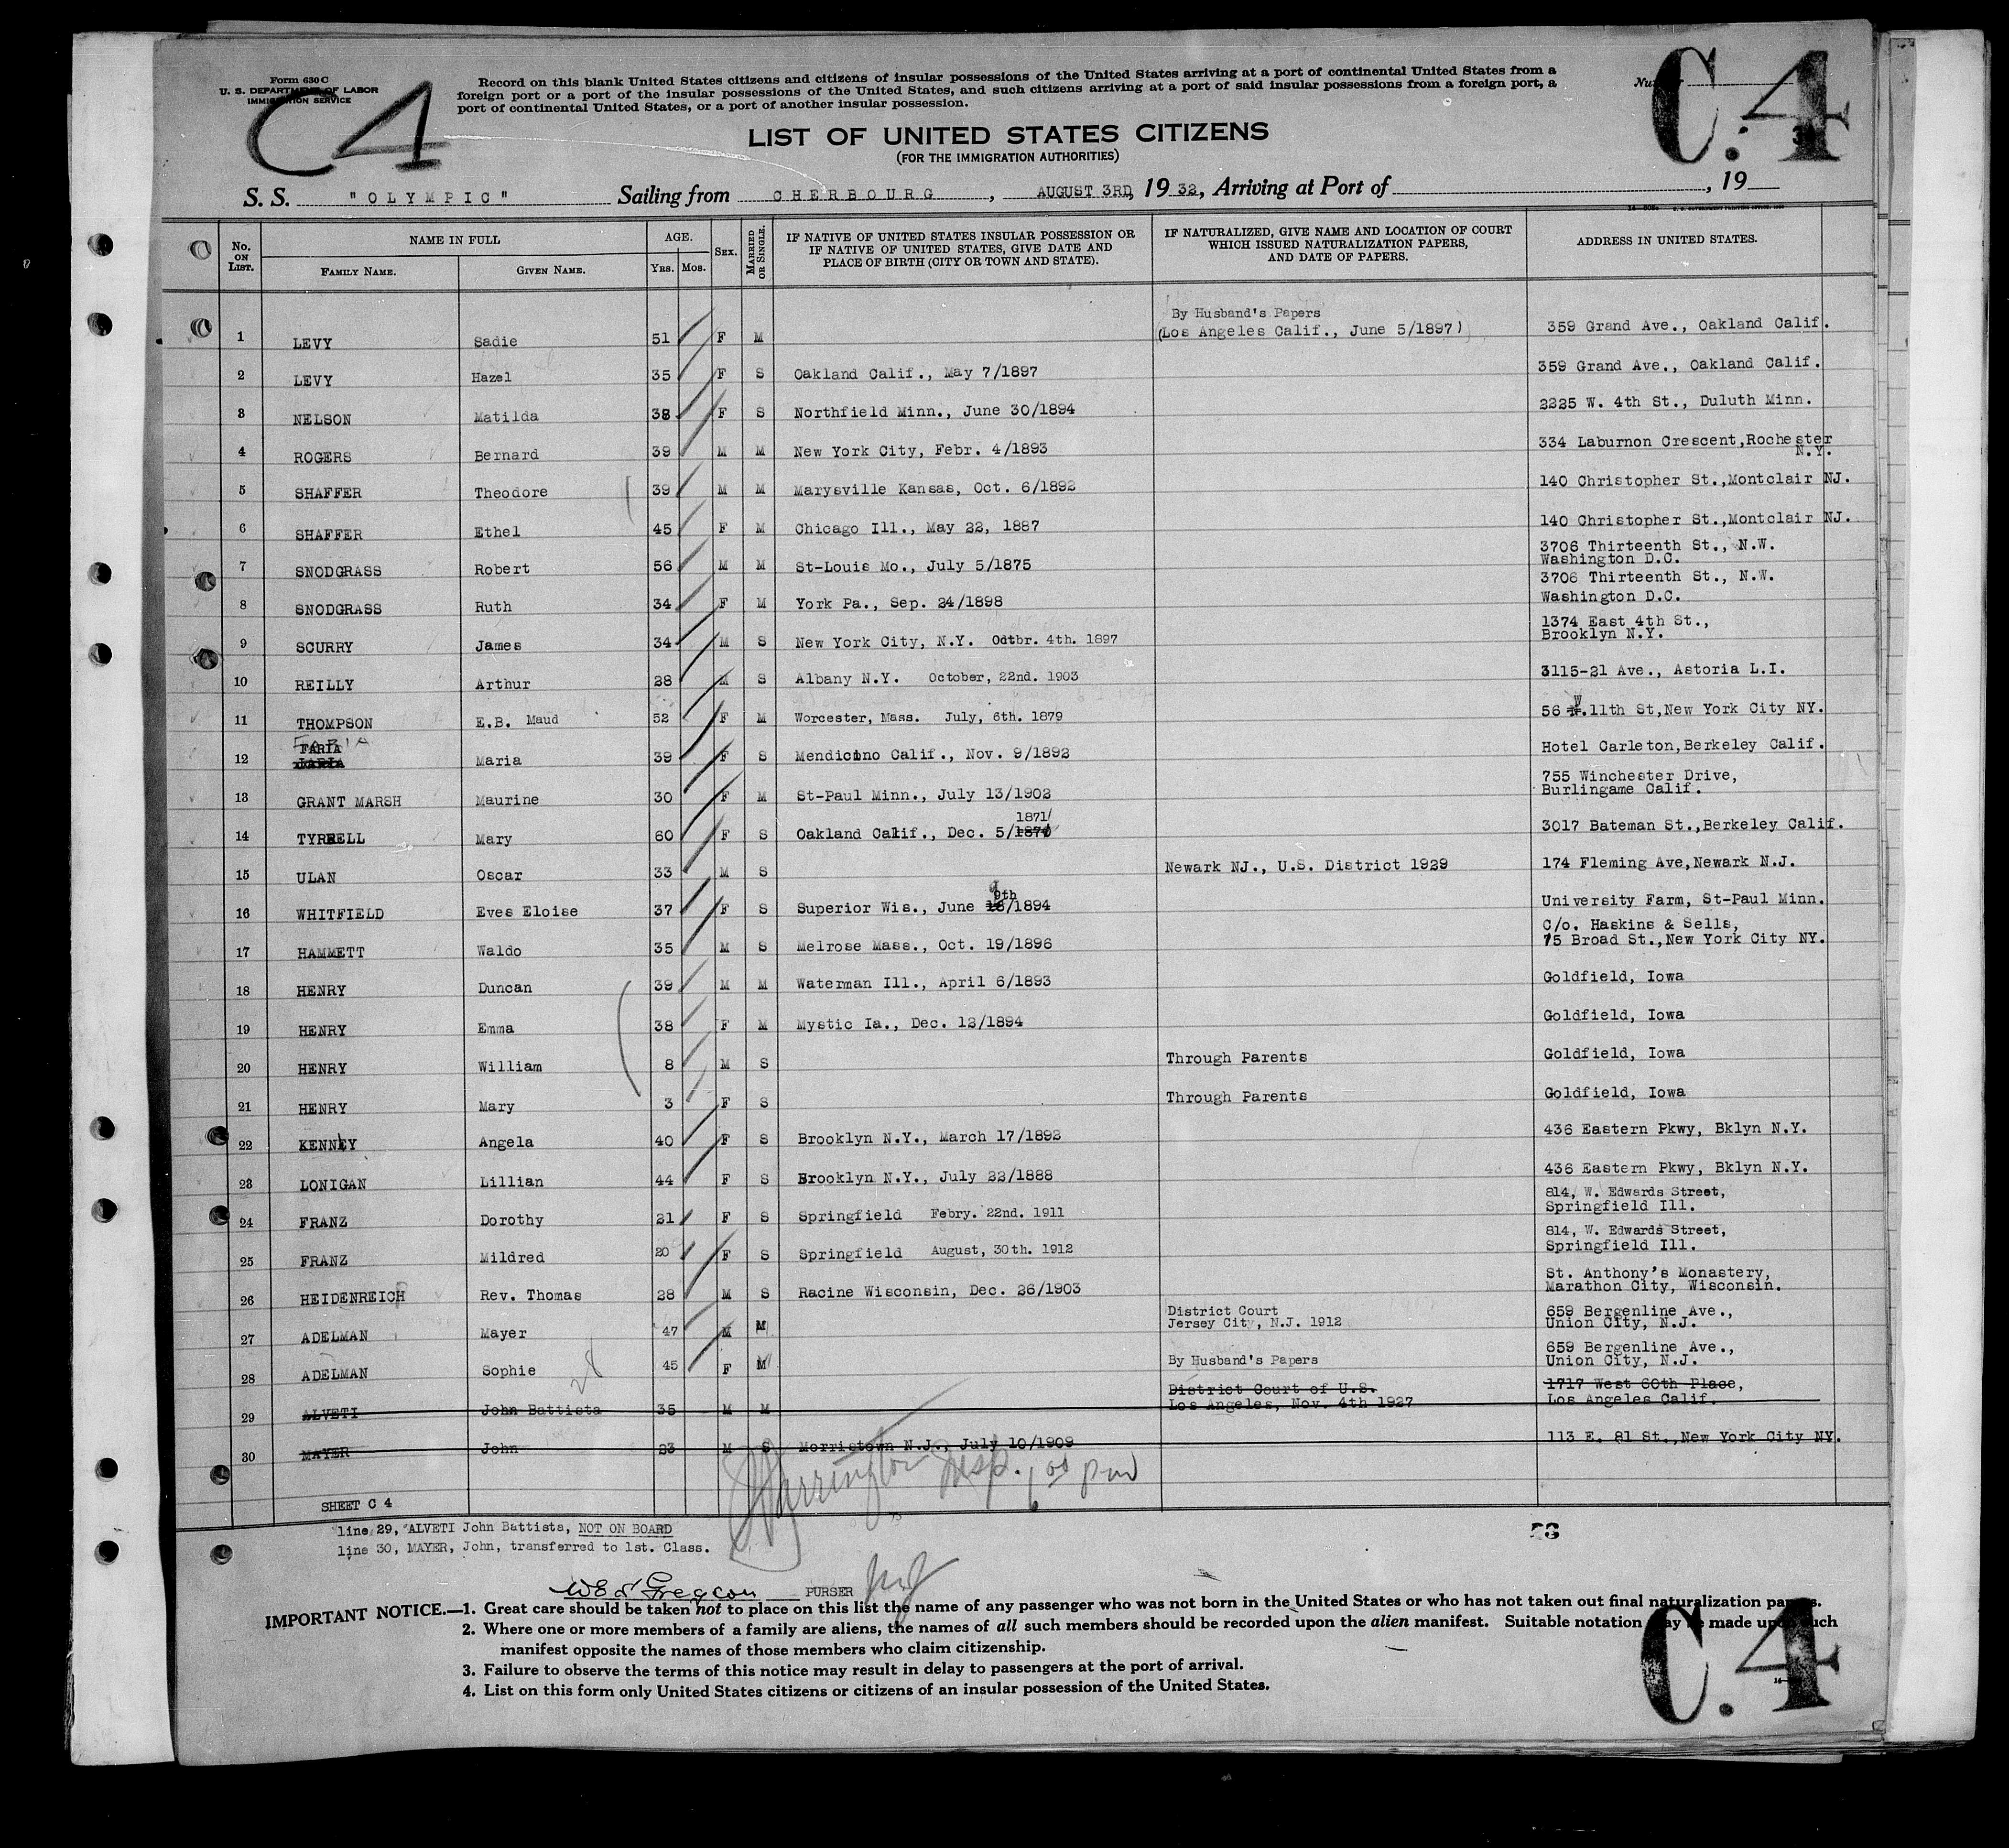 Form 630 C
U. S. DEPARTMENT OF LABOR
IMMIGRATION SERVICE
C4
Record on this blank United States citizens and citizens of insular possessions of the United States arriving at a port of continental United States from a
foreign port or a port of the insular possessions of the United States, and such citizens arriving at a port of said insular possessions from a foreign port, a
port of continental United States, or a port of another insular possession.
C.4
LIST OF UNITED STATES CITIZENS
(FOR THE IMMIGRATION AUTHORITIES)
S. S. "OLYMPIC" Sailing from CHERBOURG, AUGUST 3RD, 19 32, Arriving at Port of , 19
No. ON LIST. NAME IN FULL AGE. SEX. MARRIED OR SINGLE. IF NATIVE OF UNITED STATES INSULAR POSSESSION OR IF NATIVE OF UNITED STATES, GIVE DATE AND PLACE OF BIRTH (CITY OR TOWN AND STATE). IF NATURALIZED, GIVE NAME AND LOCATION OF COURT WHICH ISSUED NATURALIZATION PAPERS, AND DATE OF PAPERS. ADDRESS IN UNITED STATES.
FAMILY NAME. GIVEN NAME. YRS. MOS.
1 LEVY Sadie 51 F M By Husband's Papers (Los Angeles Calif., June 5/1897) 359 Grand Ave., Oakland Calif.
2 LEVY Hazel 35 F S Oakland Calif., May 7/1897 359 Grand Ave., Oakland Calif.
3 NELSON Matilda 38 F S Northfield Minn., June 30/1894 2225 W. 4th St., Duluth Minn.
4 ROGERS Bernard 39 M M New York City, Febr. 4/1893 334 Laburnon Crescent,Rochester N.Y.
5 SHAFFER Theodore 39 M M Marysville Kansas, Oct. 6/1892 140 Christopher St.,Montclair NJ.
6 SHAFFER Ethel 45 F M Chicago Ill., May 22, 1887 140 Christopher St.,Montclair NJ.
7 SNODGRASS Robert 56 M M St-Louis Mo., July 5/1875 3706 Thirteenth St., N.W. Washington D.C.
8 SNODGRASS Ruth 34 F M York Pa., Sep. 24/1898 3706 Thirteenth St., N.W. Washington D.C.
9 SCURRY James 34 M S New York City, N.Y. Octbr. 4th. 1897 1374 East 4th St., Brooklyn N.Y.
10 REILLY Arthur 28 M S Albany N.Y. October, 22nd. 1903 3115-21 Ave., Astoria L.I.
11 THOMPSON E.B. Maud 52 F M Worcester, Mass. July, 6th. 1879 56 W.11th St,New York City NY.
12 FARIA Maria 39 F S Mendicino Calif., Nov. 9/1892 Hotel Carleton,Berkeley Calif.
13 GRANT MARSH Maurine 30 F M St-Paul Minn., July 13/1902 755 Winchester Drive, Burlingame Calif.
14 TYRRELL Mary 60 F S Oakland Calif., Dec. 5/1871 3017 Bateman St.,Berkeley Calif.
15 ULAN Oscar 33 M S Newark NJ., U.S. District 1929 174 Fleming Ave,Newark N.J.
16 WHITFIELD Eves Eloise 37 F S Superior Wis., June 9th/1894 University Farm, St-Paul Minn.
17 HAMMETT Waldo 35 M S Melrose Mass., Oct. 19/1896 C/o. Haskins & Sells, 15 Broad St.,New York City NY.
18 HENRY Duncan 39 M M Waterman Ill., April 6/1893 Goldfield, Iowa
19 HENRY Emma 38 F M Mystic Ia., Dec. 12/1894 Goldfield, Iowa
20 HENRY William 8 M S Through Parents Goldfield, Iowa
21 HENRY Mary 3 F S Through Parents Goldfield, Iowa
22 KENNEY Angela 40 F S Brooklyn N.Y., March 17/1892 436 Eastern Pkwy, Bklyn N.Y.
23 LONIGAN Lillian 44 F S Brooklyn N.Y., July 22/1888 436 Eastern Pkwy, Bklyn N.Y.
24 FRANZ Dorothy 21 F S Springfield Febry. 22nd. 1911 814, W. Edwards Street, Springfield Ill.
25 FRANZ Mildred 20 F S Springfield August, 30th. 1912 814, W. Edwards Street, Springfield Ill.
26 HEIDENREICH Rev. Thomas 28 M S Racine Wisconsin, Dec. 26/1903 St. Anthony's Monastery, Marathon City, Wisconsin.
27 ADELMAN Mayer 47 M M District Court Jersey City, N.J. 1912 659 Bergenline Ave., Union City, N.J.
28 ADELMAN Sophie 45 F M By Husband's Papers 659 Bergenline Ave., Union City, N.J.
28
29 ALVETI John Battista 35 M M District Court of U.S. Los Angeles, Nov. 4th 1927 1717 West 60th Place, Los Angeles Calif.
30 MAYER John 23 M S Morristown N.J., July 10/1909 113 E. 81 St.,New York City NY.
SHEET C 4
line 29, ALVETI John Battista, NOT ON BOARD
line 30, MAYER, John, transferred to 1st. Class.
PURSER
IMPORTANT NOTICE.—1. Great care should be taken not to place on this list the name of any passenger who was not born in the United States or who has not taken out final naturalization papers.
2. Where one or more members of a family are aliens, the names of all such members should be recorded upon the alien manifest. Suitable notation may be made upon such
manifest opposite the names of those members who claim citizenship.
3. Failure to observe the terms of this notice may result in delay to passengers at the port of arrival.
4. List on this form only United States citizens or citizens of an insular possession of the United States.
C.4